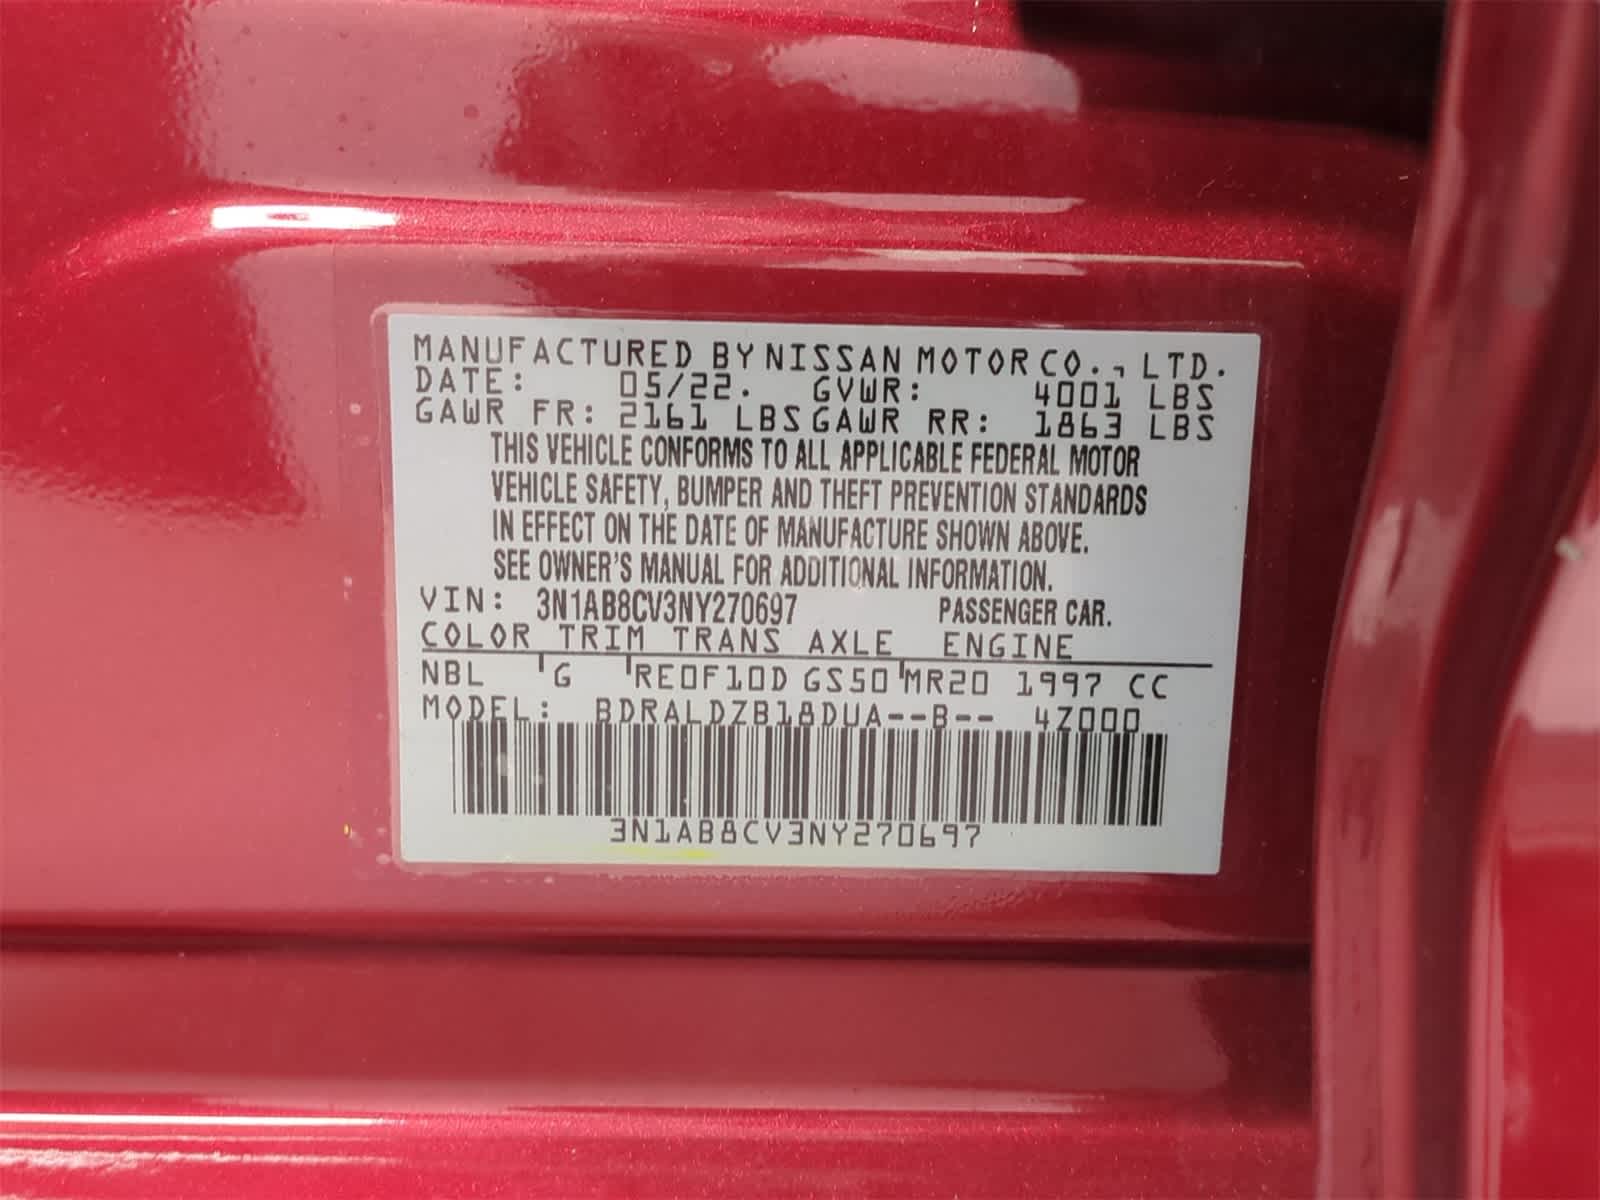 MANUFACTURED BY NISSAN MOTOR CO., LTD.
DATE: 05/22. GVWR: 4001 LBS
GAWR FR: 2161 LBS GAWR RR: 1863 LBS
THIS VEHICLE CONFORMS TO ALL APPLICABLE FEDERAL MOTOR
VEHICLE SAFETY, BUMPER AND THEFT PREVENTION STANDARDS
IN EFFECT ON THE DATE OF MANUFACTURE SHOWN ABOVE.
SEE OWNER'S MANUAL FOR ADDITIONAL INFORMATION.
VIN: 3N1AB8CV3NY270697 PASSENGER CAR.
COLOR TRIM TRANS AXLE ENGINE
NBL G RE0F10D GS50 MR20 1997 CC
MODEL: BDRALDZB18DUA--B-- 4Z000
3N1AB8CV3NY270697